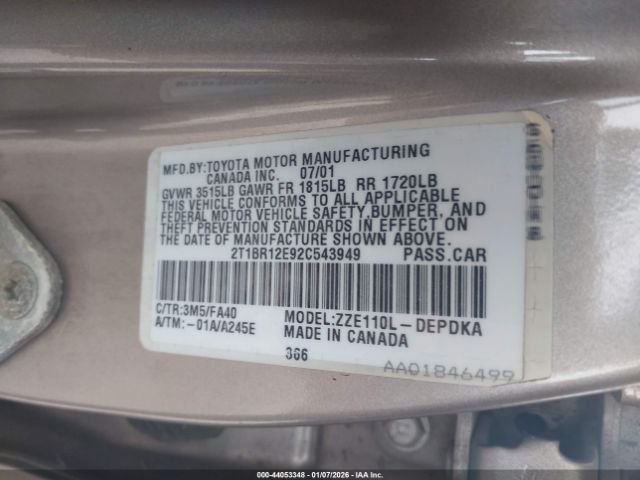 MFD.BY:TOYOTA MOTOR MANUFACTURING
CANADA INC. 07/01
GVWR 3515LB GAWR FR 1815LB RR 1720LB
THIS VEHICLE CONFORMS TO ALL APPLICABLE
FEDERAL MOTOR VEHICLE SAFETY,BUMPER, AND
THEFT PREVENTION STANDARDS IN EFFECT ON
THE DATE OF MANUFACTURE SHOWN ABOVE.
2T1BR12E92C543949 PASS.CAR
C/TR:3M5/FA40 MODEL:ZZE110L-DEPDKA
A/TM:-01A/A245E MADE IN CANADA
366
AA01846499
000-44053348 | 01/07/2026 | IAA Inc.